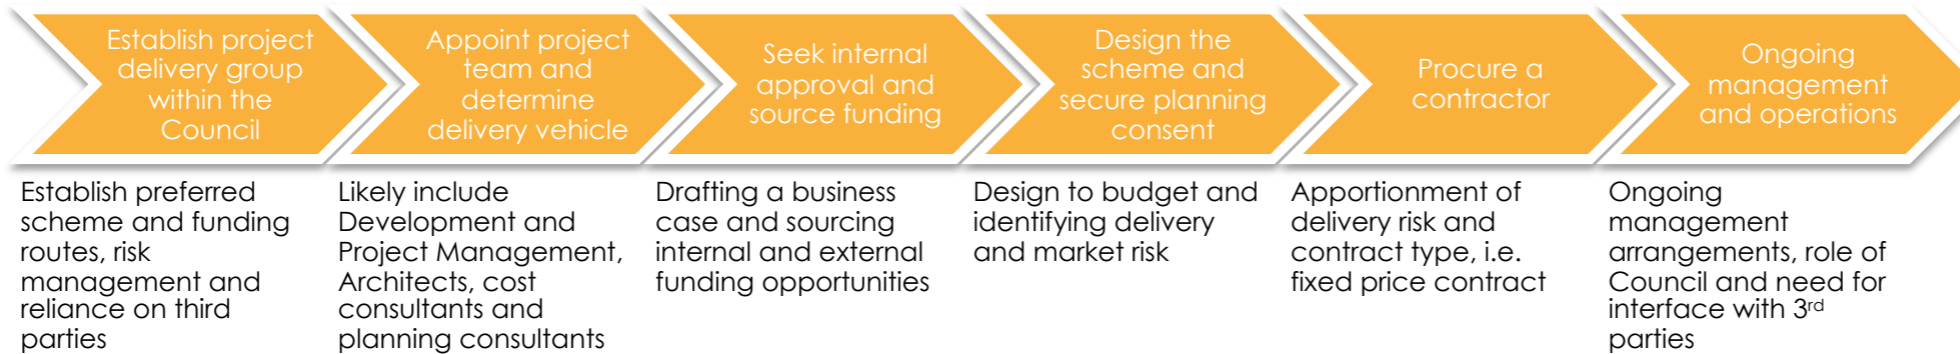 Establish project
delivery group
within the
Council
Appoint project
team and
determine
delivery vehicle
Seek internal
approval and
source funding
Design the
scheme and
secure planning
consent
Procure a
contractor
Ongoing
management
and operations
Establish preferred
scheme and funding
routes, risk
management and
reliance on third
parties
Likely include
Development and
Project Management,
Architects, cost
consultants and
planning consultants
Drafting a business
case and sourcing
internal and external
funding opportunities
Design to budget and
identifying delivery
and market risk
Apportionment of
delivery risk and
contract type, i.e.
fixed price contract
Ongoing
management
arrangements, role of
Council and need for
interface with 3rd
parties